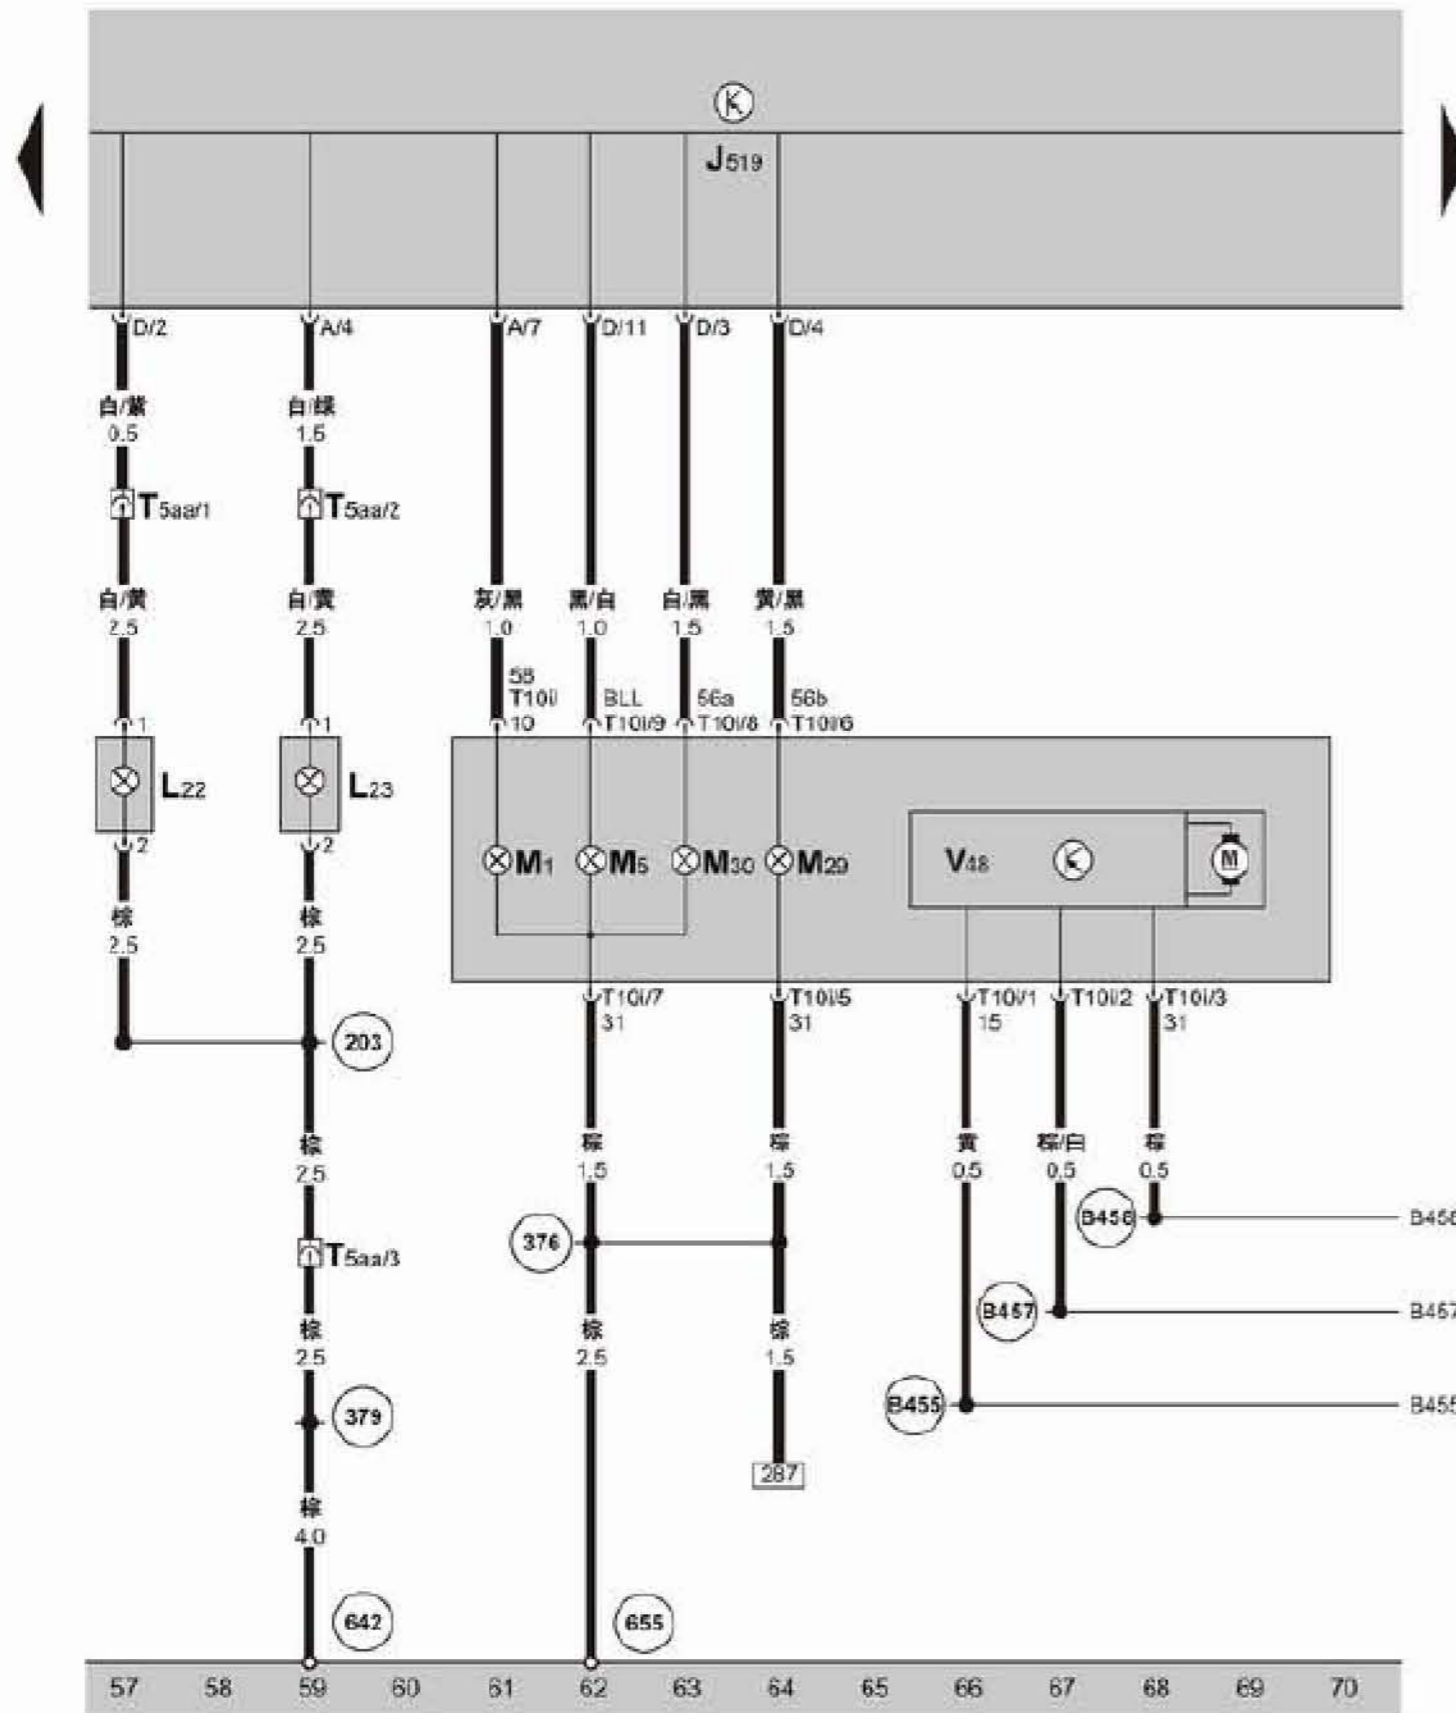 J519
D/2
A/4
A/7
D/11
D/3
D/4
白/紫
0.5
白/绿
1.5
T5aa/1
T5aa/2
白/黄
2.5
白/黄
2.5
灰/黑
1.0
黑/白
1.0
白/黑
1.5
黄/黑
1.5
58
T10i/
10
BLL
T10i/9
56a
T10i/8
56b
T10i/6
1
1
L22
L23
2
2
M1
M5
M30
M29
V48
M
棕
2.5
棕
2.5
T10i/7
31
T10i/5
31
T10i/1
15
T10i/2
T10i/3
31
203
棕
2.5
棕
1.5
棕
1.5
黄
0.5
棕/白
0.5
棕
0.5
B456
B456
376
T5aa/3
B457
B457
棕
2.5
棕
2.5
棕
1.5
379
B455
B455
287
棕
4.0
642
655
57 58 59 60 61 62 63 64 65 66 67 68 69 70